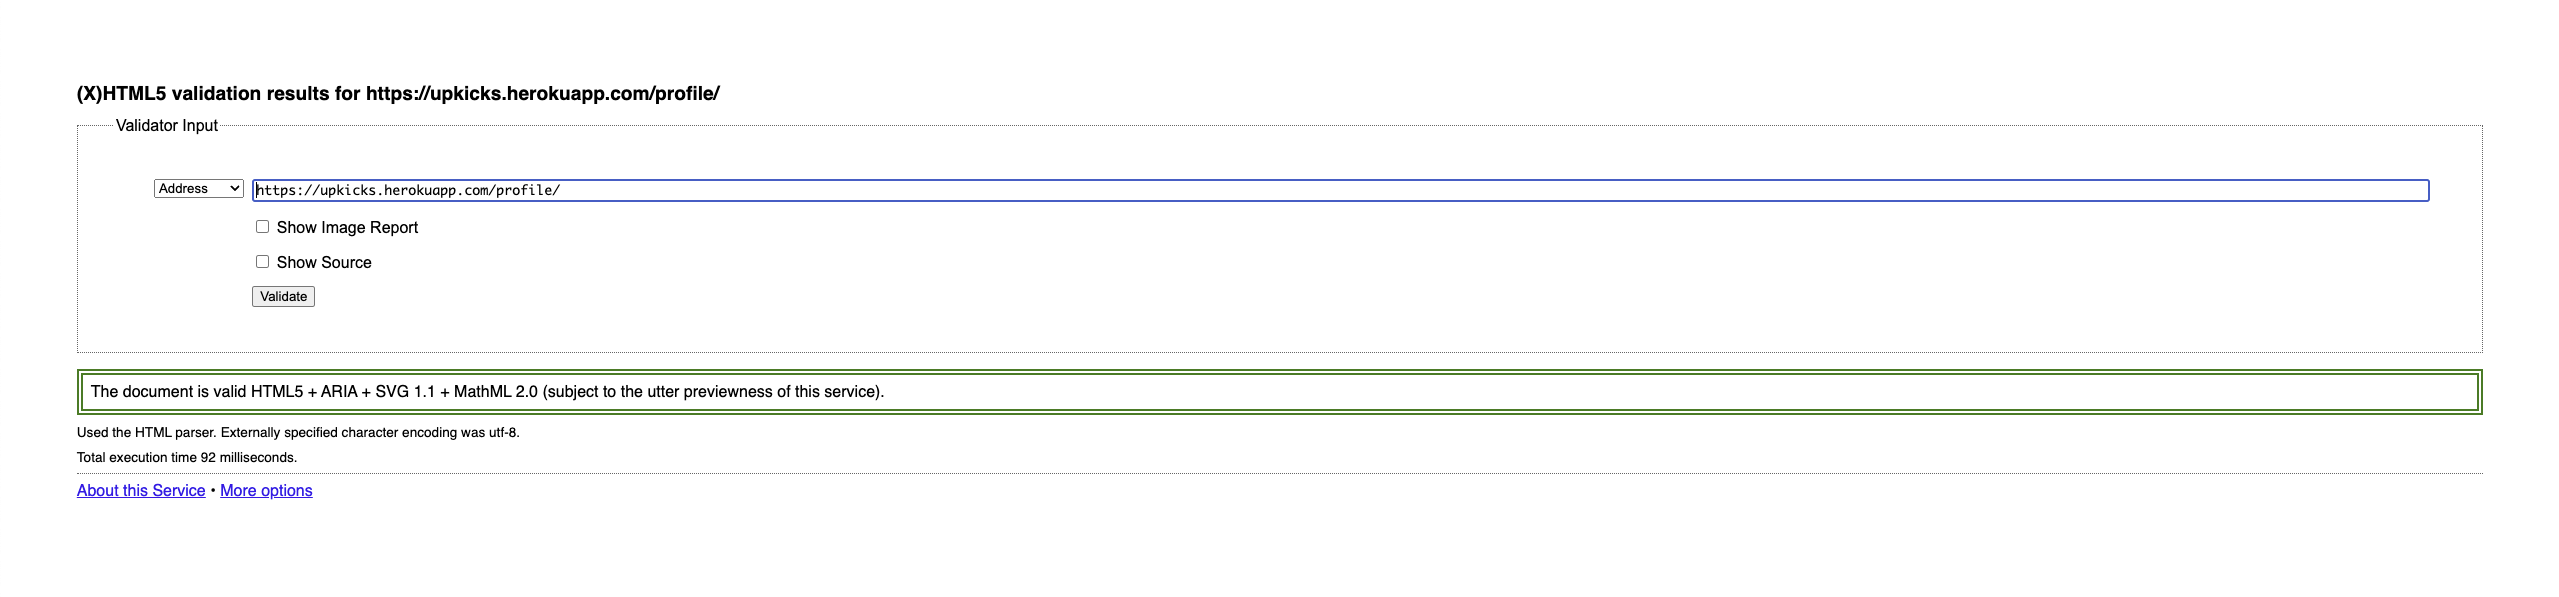 (X)HTML5 validation results for https://upkicks.herokuapp.com/profile/
Validator Input
Address https://upkicks.herokuapp.com/profile/
Show Image Report
Show Source
Validate
The document is valid HTML5 + ARIA + SVG 1.1 + MathML 2.0 (subject to the utter previewness of this service).
Used the HTML parser. Externally specified character encoding was utf-8.
Total execution time 92 milliseconds.
About this Service • More options